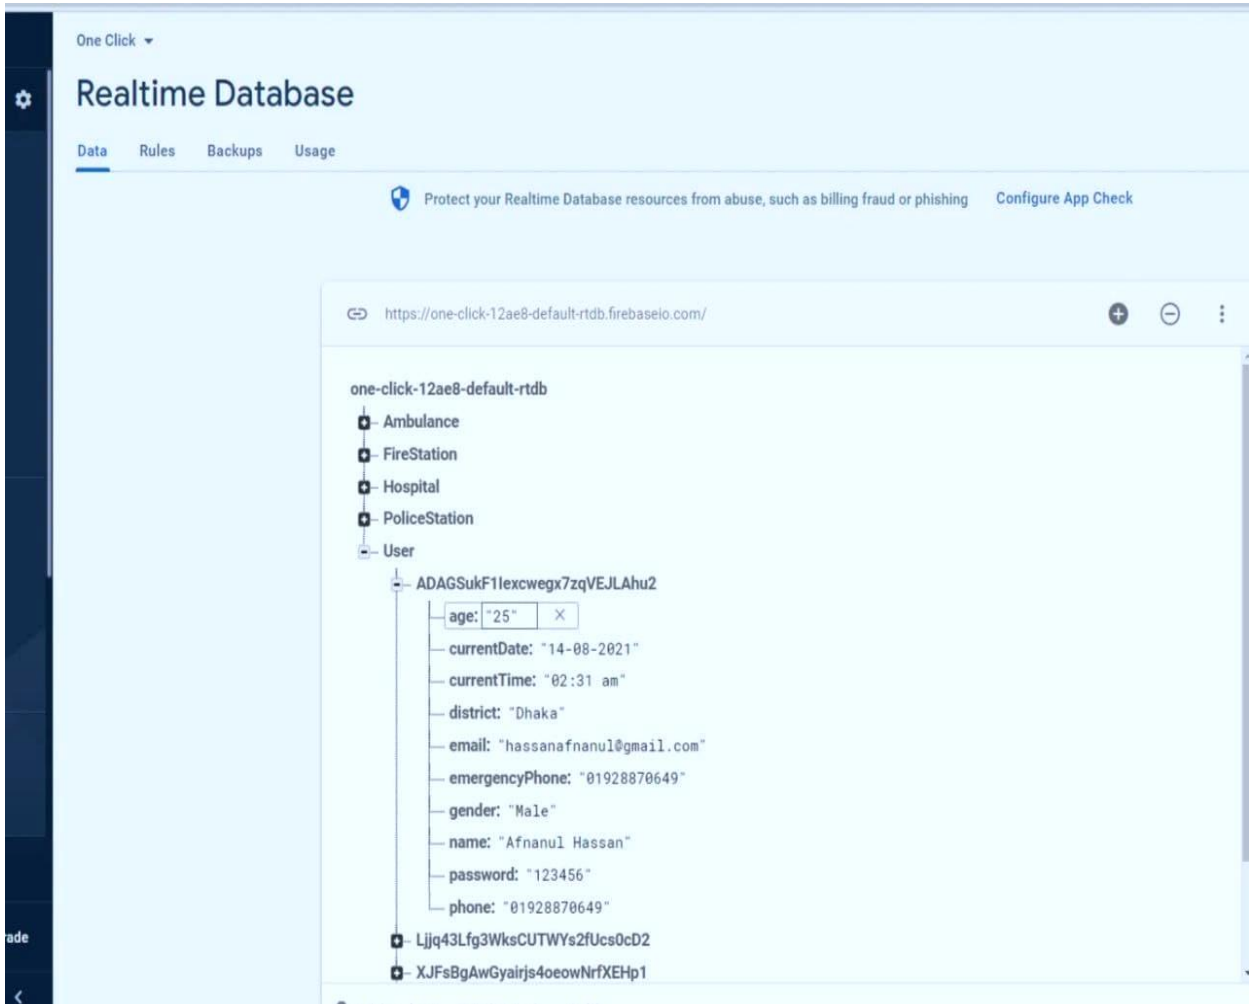 One Click
Realtime Database
Data Rules Backups Usage
Protect your Realtime Database resources from abuse, such as billing fraud or phishing Configure App Check
https://one-click-12ae8-default-rtdb.firebaseio.com/
one-click-12ae8-default-rtdb
Ambulance
FireStation
Hospital
PoliceStation
User
ADAGSukF1Iexcwegx7zqVEJLAhu2
age: "25"
currentDate: "14-08-2021"
currentTime: "02:31 am"
district: "Dhaka"
email: "hassanafnanul@gmail.com"
emergencyPhone: "01928870649"
gender: "Male"
name: "Afnanul Hassan"
password: "123456"
phone: "01928870649"
rade
Ljjq43Lfg3WksCUTWYs2fUcs0cD2
XJFsBgAwGyairjs4oeowNrfXEHp1